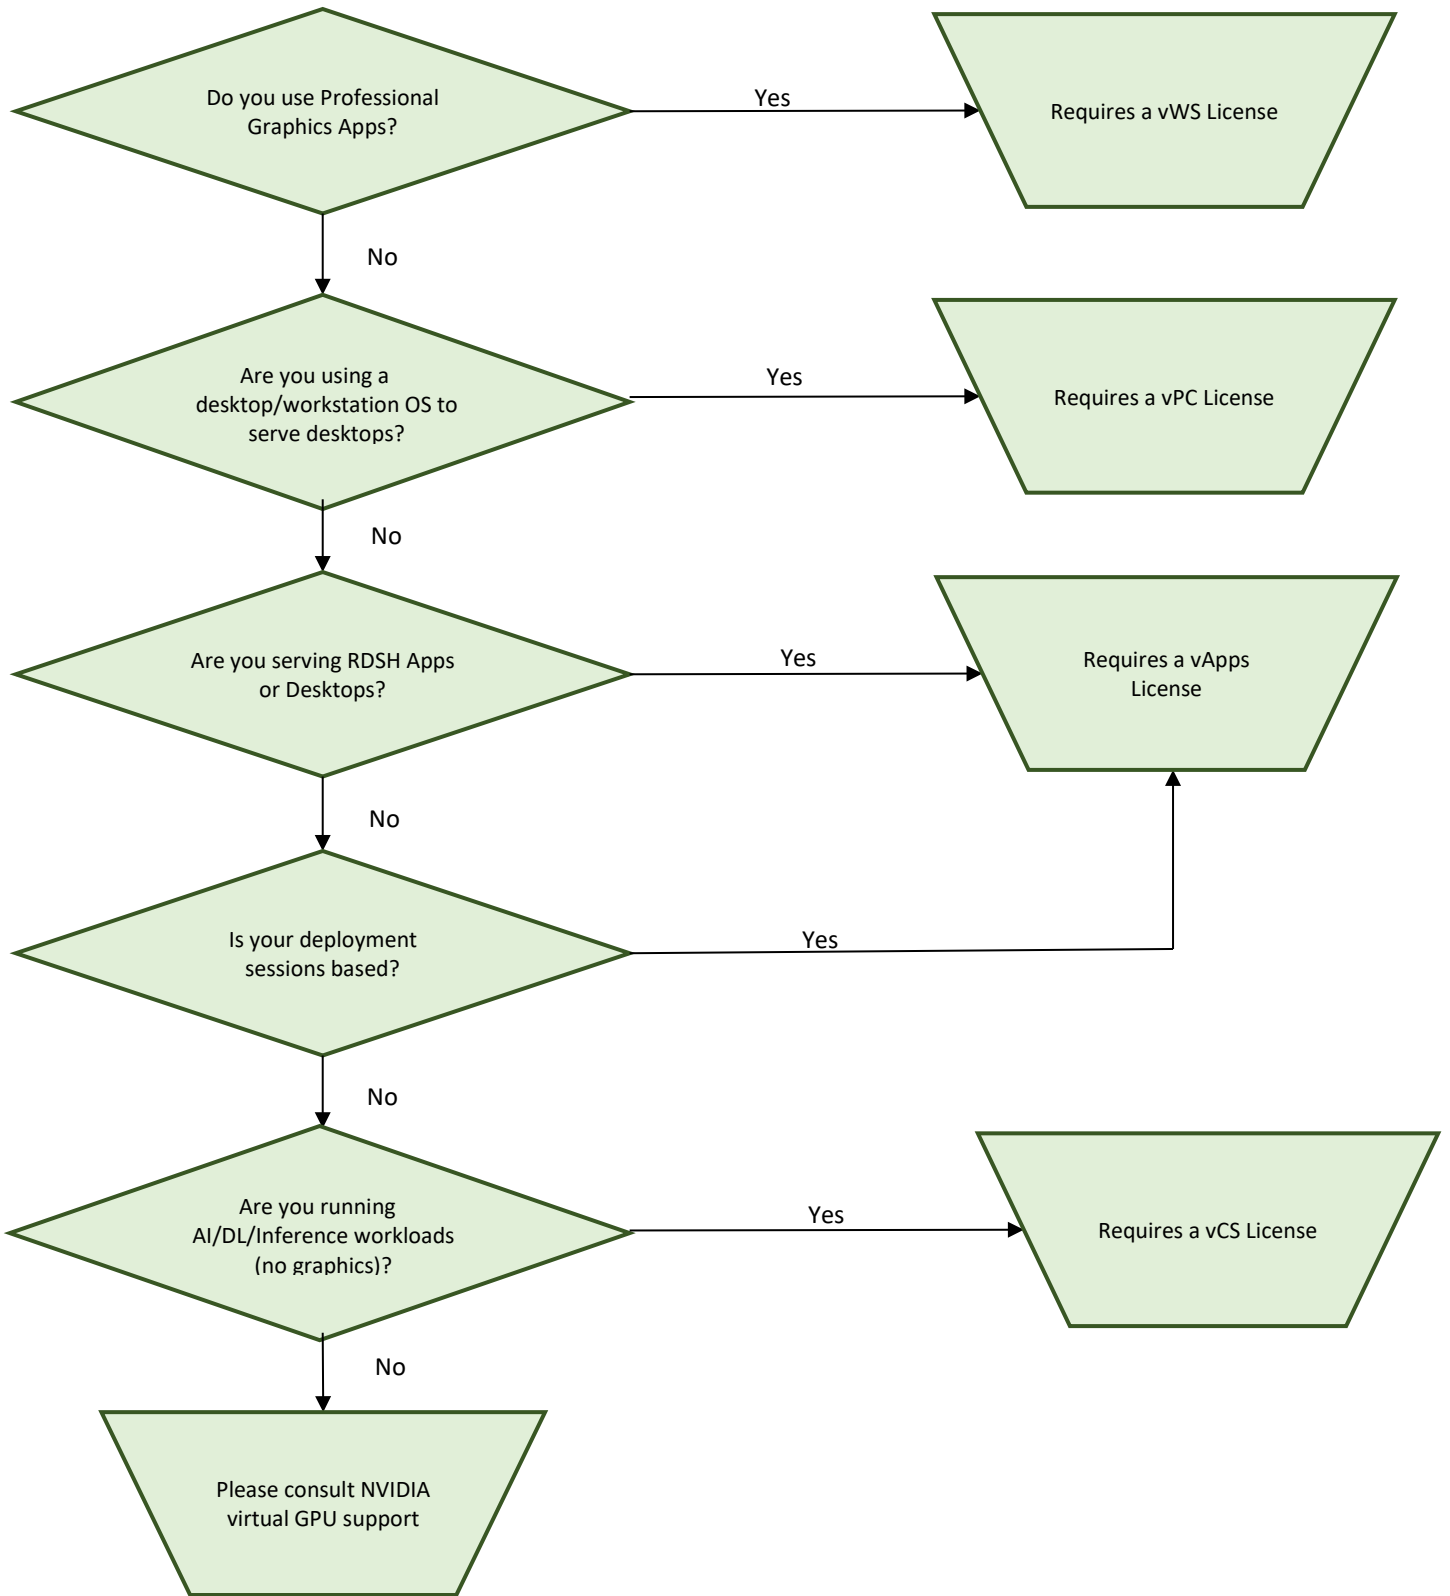 Do you use Professional
Graphics Apps?
Yes
Requires a vWS License
No
Are you using a
desktop/workstation OS to
serve desktops?
Yes
Requires a vPC License
No
Are you serving RDSH Apps
or Desktops?
Yes
Requires a vApps
License
No
Is your deployment
sessions based?
Yes
No
Are you running
AI/DL/Inference workloads
(no graphics)?
Yes
Requires a vCS License
No
Please consult NVIDIA
virtual GPU support